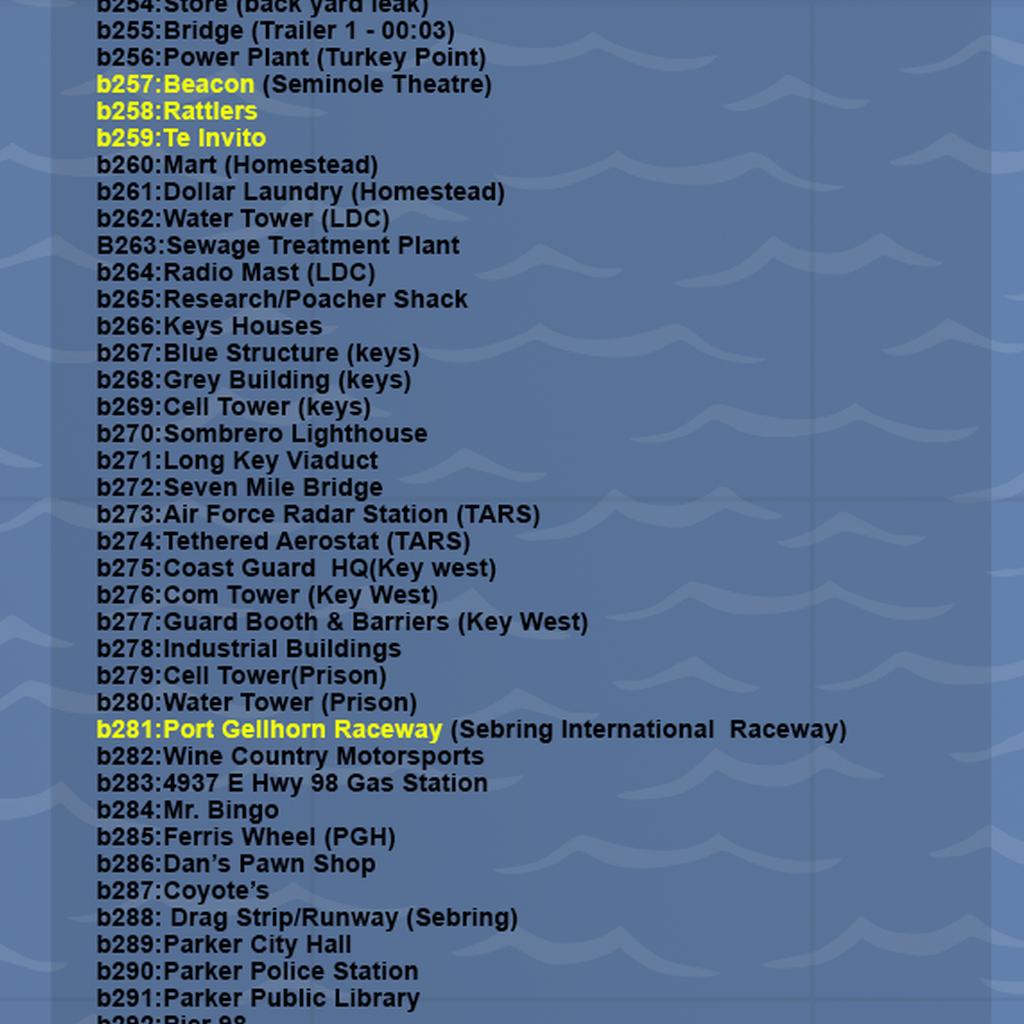 b254:Store (back yard leak)
b255:Bridge (Trailer 1 - 00:03)
b256:Power Plant (Turkey Point)
b257:Beacon (Seminole Theatre)
b258:Rattlers
b259:Te Invito
b260:Mart (Homestead)
b261:Dollar Laundry (Homestead)
b262:Water Tower (LDC)
B263:Sewage Treatment Plant
b264:Radio Mast (LDC)
b265:Research/Poacher Shack
b266:Keys Houses
b267:Blue Structure (keys)
b268:Grey Building (keys)
b269:Cell Tower (keys)
b270:Sombrero Lighthouse
b271:Long Key Viaduct
b272:Seven Mile Bridge
b273:Air Force Radar Station (TARS)
b274:Tethered Aerostat (TARS)
b275:Coast Guard  HQ(Key west)
b276:Com Tower (Key West)
b277:Guard Booth & Barriers (Key West)
b278:Industrial Buildings
b279:Cell Tower(Prison)
b280:Water Tower (Prison)
b281:Port Gellhorn Raceway (Sebring International  Raceway)
b282:Wine Country Motorsports
b283:4937 E Hwy 98 Gas Station
b284:Mr. Bingo
b285:Ferris Wheel (PGH)
b286:Dan’s Pawn Shop
b287:Coyote’s
b288: Drag Strip/Runway (Sebring)
b289:Parker City Hall
b290:Parker Police Station
b291:Parker Public Library
b292:Pier 98